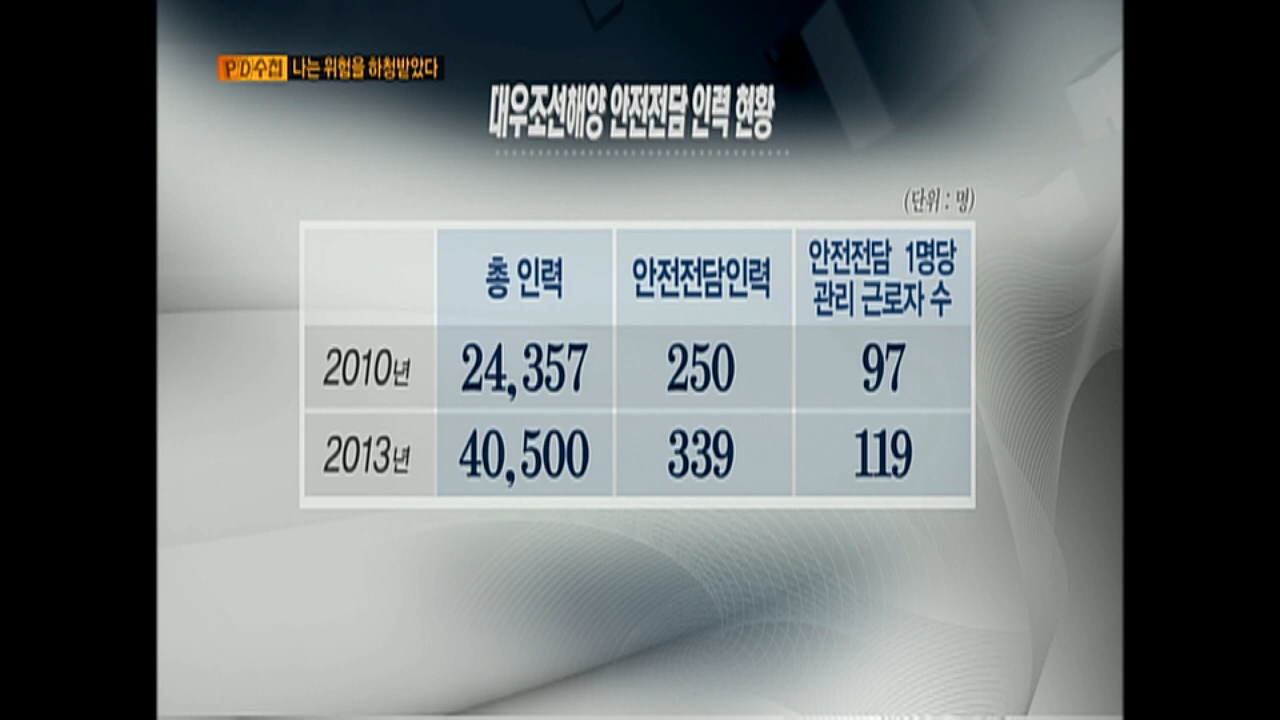 PD수첩 나는 위험을 하청받았다
대우조선해양 안전전담 인력 현황
(단위 : 명)
총 인력 안전전담인력 안전전담 1명당
관리 근로자 수
2010년 24,357 250 97
2013년 40,500 339 119